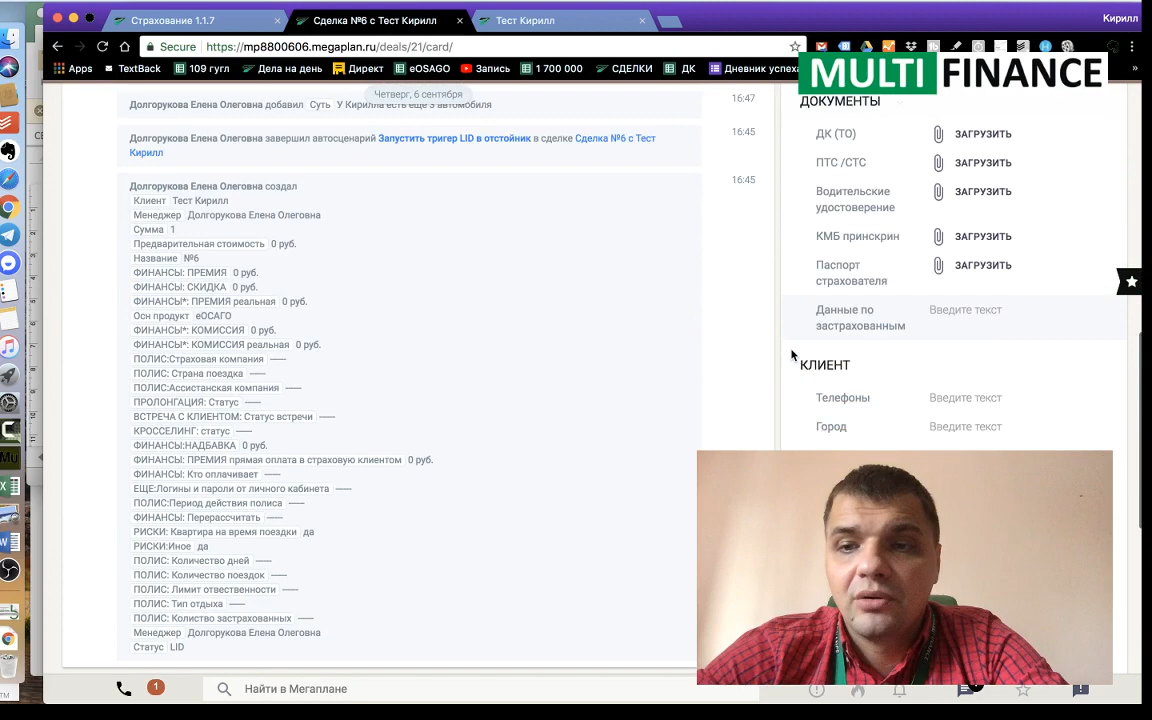 Страхование 1.1.7
Сделка №6 с Тест Кирилл
Тест Кирилл
Кирилл
Secure
https://mp8800606.megaplan.ru/deals/21/card/
Apps
TextBack
109 гугл
Дела на день
Директ
eOSAGO
Запись
1 700 000
СДЕЛКИ
ДК
Дневник успеха
»
MULTI FINANCE
Четверг, 6 сентября
Долгорукова Елена Олеговна добавил Суть У Кирилла есть еще 3 автомобиля
16:47
Долгорукова Елена Олеговна завершил автосценарий Запустить тригер LID в отстойник в сделке Сделка №6 с Тест
Кирилл
16:45
Долгорукова Елена Олеговна создал
16:45
Клиент Тест Кирилл
Менеджер Долгорукова Елена Олеговна
Сумма 1
Предварительная стоимость 0 руб.
Название №6
ФИНАНСЫ: ПРЕМИЯ 0 руб.
ФИНАНСЫ: СКИДКА 0 руб.
ФИНАНСЫ*: ПРЕМИЯ реальная 0 руб.
Осн продукт еОСАГО
ФИНАНСЫ*: КОМИССИЯ 0 руб.
ФИНАНСЫ*: КОМИССИЯ реальная 0 руб.
ПОЛИС:Страховая компания —
ПОЛИС: Страна поездка —
ПОЛИС:Ассистанская компания —
ПРОЛОНГАЦИЯ: Статус —
ВСТРЕЧА С КЛИЕНТОМ: Статус встречи —
КРОССЕЛИНГ: статус —
ФИНАНСЫ:НАДБАВКА 0 руб.
ФИНАНСЫ: ПРЕМИЯ прямая оплата в страховую клиентом 0 руб.
ФИНАНСЫ: Кто оплачивает —
ЕЩЕ:Логины и пароли от личного кабинета —
ПОЛИС:Период действия полиса —
ФИНАНСЫ: Перерассчитать —
РИСКИ: Квартира на время поездки да
РИСКИ:Иное да
ПОЛИС: Количество дней —
ПОЛИС: Количество поездок —
ПОЛИС: Лимит отвественности —
ПОЛИС: Тип отдыха —
ПОЛИС: Колиство застрахованных —
Менеджер Долгорукова Елена Олеговна
Статус LID
ДОКУМЕНТЫ
ДК (ТО) ЗАГРУЗИТЬ
ПТС /СТС ЗАГРУЗИТЬ
Водительские
удостоверение
ЗАГРУЗИТЬ
КМБ принскрин ЗАГРУЗИТЬ
Паспорт
страхователя
ЗАГРУЗИТЬ
Данные по
застрахованным
Введите текст
КЛИЕНТ
Телефоны Введите текст
Город Введите текст
1
Найти в Мегаплане